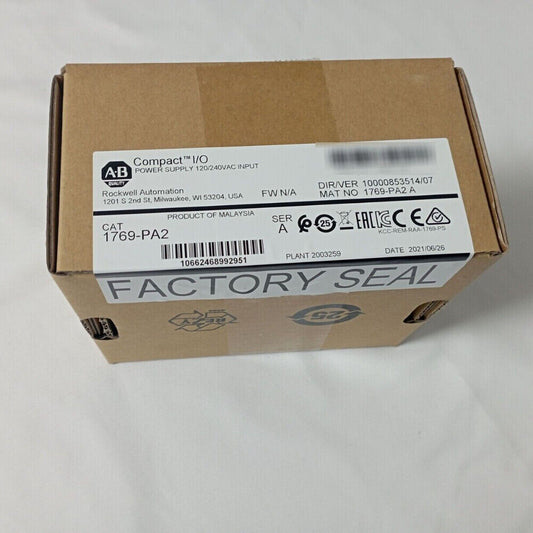 A-B
QUALITY
Compact™ I/O
POWER SUPPLY 120/240VAC INPUT
Rockwell Automation
1201 S 2nd St, Milwaukee, WI 53204, USA
FW N/A
DIR/VER 10000853514/07
MAT NO 1769-PA2 A
PRODUCT OF MALAYSIA
CAT
1769-PA2
SER
A
25
EAC
KCC-REM-RAA-1769-PS
10662468992951
PLANT 2003259
DATE 2021/06/26
FACTORY SEAL
25